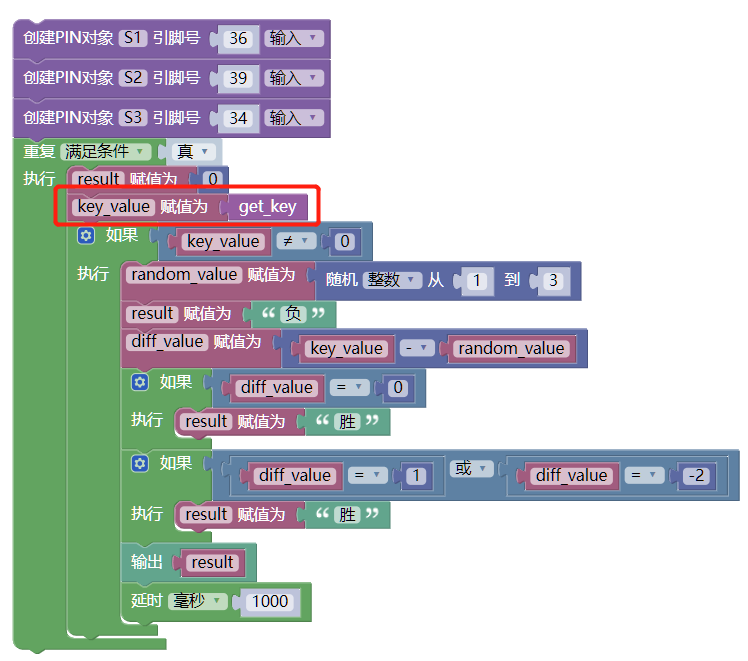 创建PIN对象 S1 引脚号 36 输入
创建PIN对象 S2 引脚号 39 输入
创建PIN对象 S3 引脚号 34 输入
重复 满足条件 真
执行 result 赋值为 0
key_value 赋值为 get_key
如果 key_value ≠ 0
执行 random_value 赋值为 随机 整数 从 1 到 3
result 赋值为 “ 负 ”
diff_value 赋值为 key_value - random_value
如果 diff_value = 0
执行 result 赋值为 “ 胜 ”
如果 diff_value = 1 或 diff_value = -2
执行 result 赋值为 “ 胜 ”
输出 result
延时 毫秒 1000